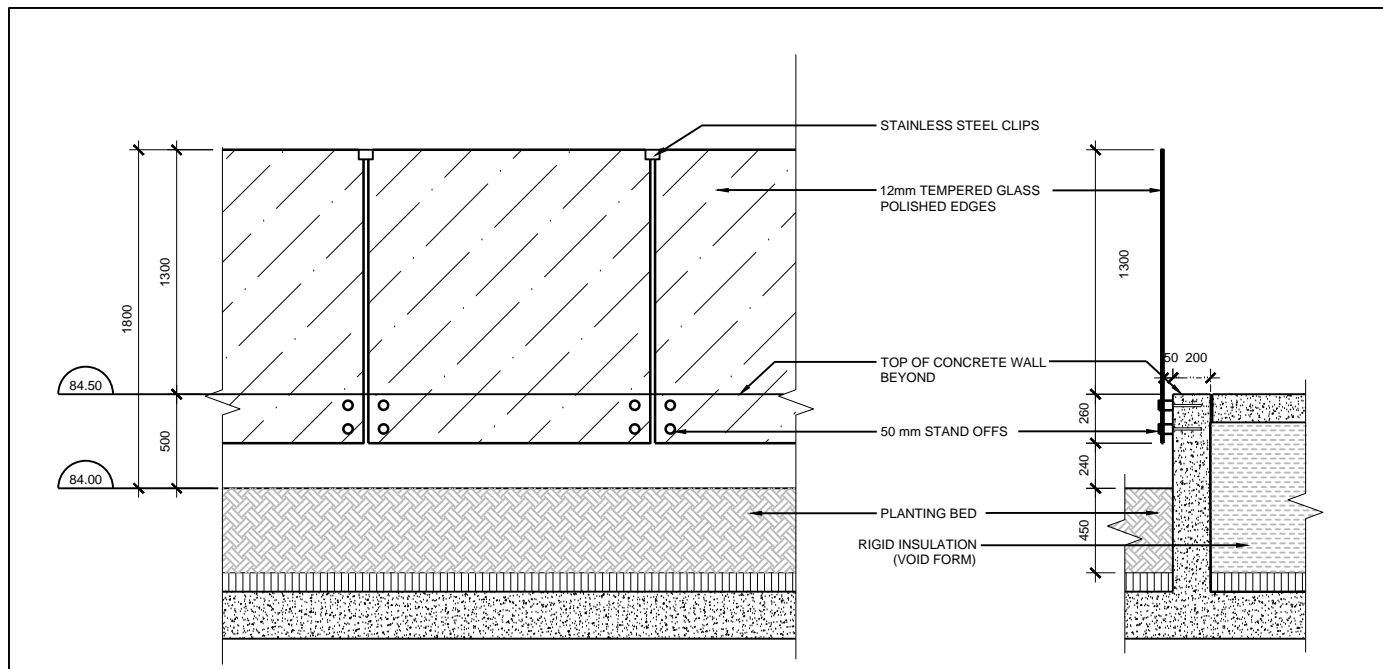 STAINLESS STEEL CLIPS
12mm TEMPERED GLASS
POLISHED EDGES
1300
1800
1300
50 200
TOP OF CONCRETE WALL
BEYOND
84.50
260
50 mm STAND OFFS
500
240
84.00
PLANTING BED
450
RIGID INSULATION
(VOID FORM)